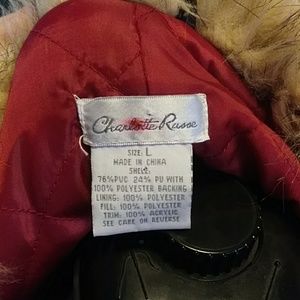 Charlotte Russe
SIZE: L
MADE IN CHINA
SHELL:
76%PVC 24% PU WITH
100% POLYESTER BACKING
LINING: 100% POLYESTER
FILL: 100% POLYESTER
TRIM: 100% ACRYLIC
SEE CARE ON REVERSE